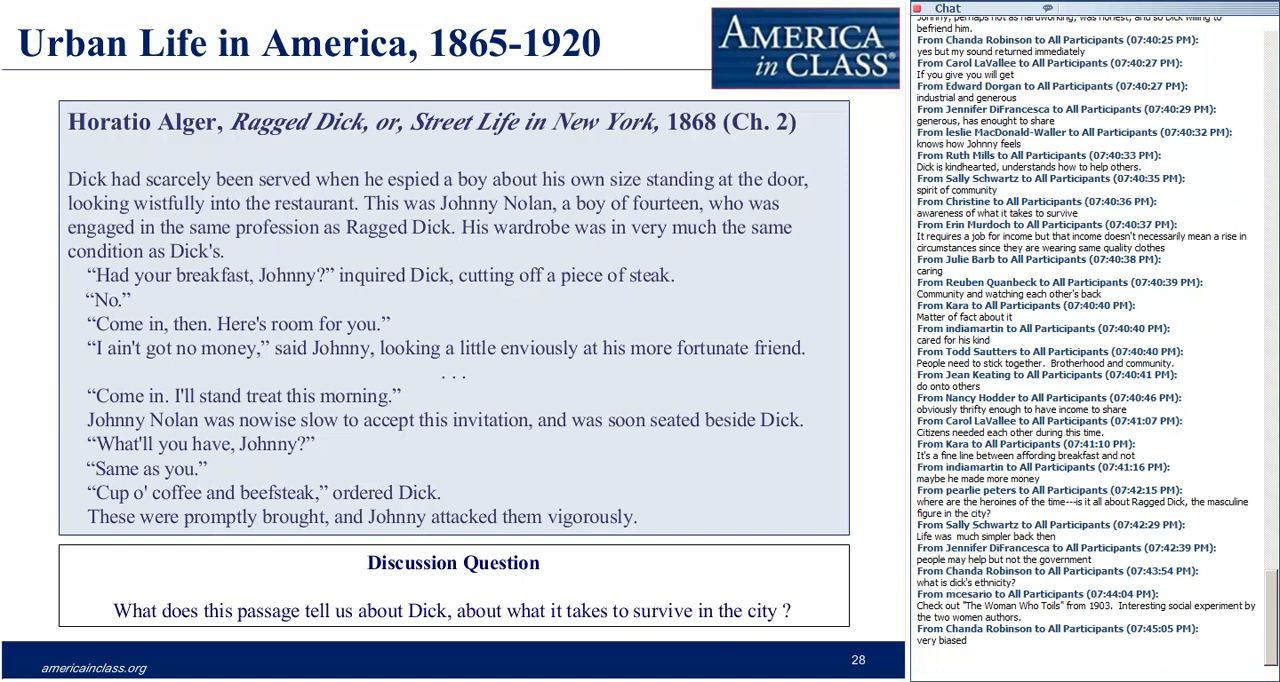 Urban Life in America, 1865-1920
AMERICA
in CLASS®
Horatio Alger, Ragged Dick, or, Street Life in New York, 1868 (Ch. 2)
Dick had scarcely been served when he espied a boy about his own size standing at the door,
looking wistfully into the restaurant. This was Johnny Nolan, a boy of fourteen, who was
engaged in the same profession as Ragged Dick. His wardrobe was in very much the same
condition as Dick's.
“Had your breakfast, Johnny?” inquired Dick, cutting off a piece of steak.
“No.”
“Come in, then. Here's room for you.”
“I ain't got no money,” said Johnny, looking a little enviously at his more fortunate friend.
. . .
“Come in. I'll stand treat this morning.”
Johnny Nolan was nowise slow to accept this invitation, and was soon seated beside Dick.
“What'll you have, Johnny?”
“Same as you.”
“Cup o' coffee and beefsteak,” ordered Dick.
These were promptly brought, and Johnny attacked them vigorously.
Discussion Question
What does this passage tell us about Dick, about what it takes to survive in the city ?
americainclass.org
28
Chat
Johnny, perhaps not as hardworking, was honest, and so Dick willing to
befriend him.
From Chanda Robinson to All Participants (07:40:25 PM):
yes but my sound returned immediately
From Carol LaVallee to All Participants (07:40:27 PM):
If you give you will get
From Edward Dorgan to All Participants (07:40:27 PM):
industrial and generous
From Jennifer DiFrancesca to All Participants (07:40:29 PM):
generous, has enought to share
From leslie MacDonald-Waller to All Participants (07:40:32 PM):
knows how Johnny feels
From Ruth Mills to All Participants (07:40:33 PM):
Dick is kindhearted, understands how to help others.
From Sally Schwartz to All Participants (07:40:35 PM):
spirit of community
From Christine to All Participants (07:40:36 PM):
awareness of what it takes to survive
From Erin Murdoch to All Participants (07:40:37 PM):
It requires a job for income but that income doesn't necessarily mean a rise in
circumstances since they are wearing same quality clothes
From Julie Barb to All Participants (07:40:38 PM):
caring
From Reuben Quanbeck to All Participants (07:40:39 PM):
Community and watching each other's back
From Kara to All Participants (07:40:40 PM):
Matter of fact about it
From indiamartin to All Participants (07:40:40 PM):
cared for his kind
From Todd Sautters to All Participants (07:40:40 PM):
People need to stick together.  Brotherhood and community.
From Jean Keating to All Participants (07:40:41 PM):
do onto others
From Nancy Hodder to All Participants (07:40:46 PM):
obviously thrifty enough to have income to share
From Carol LaVallee to All Participants (07:41:07 PM):
Citizens needed each other during this time.
From Kara to All Participants (07:41:10 PM):
It's a fine line between affording breakfast and not
From indiamartin to All Participants (07:41:16 PM):
maybe he made more money
From pearlie peters to All Participants (07:42:15 PM):
where are the heroines of the time---is it all about Ragged Dick, the masculine
figure in the city?
From Sally Schwartz to All Participants (07:42:29 PM):
Life was  much simpler back then
From Jennifer DiFrancesca to All Participants (07:42:39 PM):
people may help but not the government
From Chanda Robinson to All Participants (07:43:54 PM):
what is dick's ethnicity?
From mcesario to All Participants (07:44:04 PM):
Check out "The Woman Who Toils" from 1903.  Interesting social experiment by
the two women authors.
From Chanda Robinson to All Participants (07:45:05 PM):
very biased